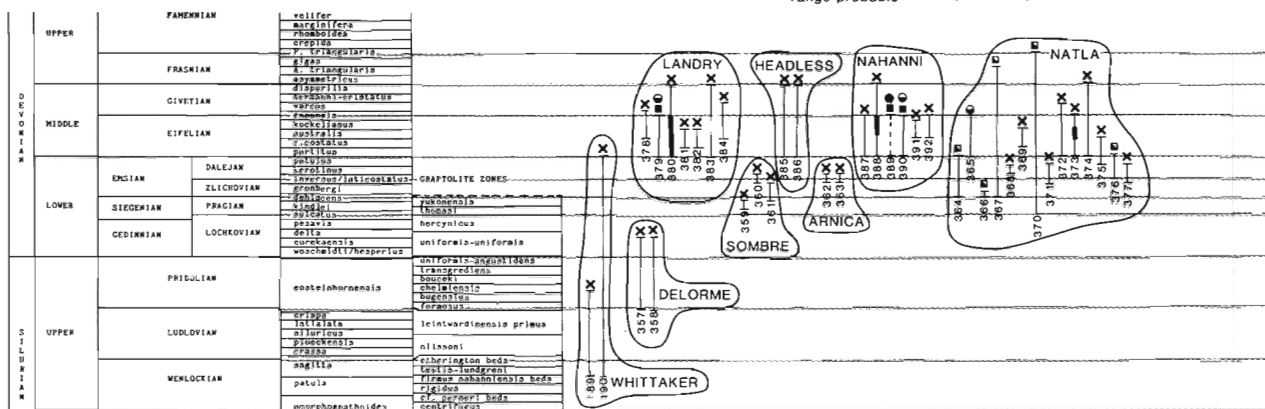 range probable
FAMENNIAN
velifer
marginifera
UPPER
rhomboidea
crepida
P. triangularis
gigas
FRASNIAN
A. triangularis
asymmetricus
LANDRY
HEADLESS
NAHANNI
NATLA
DEVONIAN
disparilis
GIVETIAN
hermanni-cristatus
varcus
ensensis
MIDDLE
kockelianus
EIFELIAN
australis
c.costatus
partitus
patulus
DALEJAN
serotinus
EMSIAN
inversus/laticostatus
GRAPTOLITE ZONES
ZLICHOVIAN
gronbergi
dehiscens
yukonensis
LOWER
SIEGENIAN
PRAGIAN
kindlei
thomasi
sulcatus
pesavis
hercynicus
GEDINNIAN
LOCHKOVIAN
delta
eurekaensis
uniformis-uniformis
woschmidti/hesperius
378
379
380
381
382
383
384
385
386
387
388
389
390
391
392
364
365
366
367
368
369
370
371
372
373
374
375
376
377
359
360
361
362
363
SOMBRE
ARNICA
uniformis-angustidens
transgrediens
PRIDOLIAN
bouceki
eosteinhornensis
chelmiensis
bugensius
formosus
DELORME
357
358
SILURIAN
UPPER
crispa
latialata
leintwardinensis primus
LUDLOVIAN
siluricus
ploeckensis
nilssoni
crassa
sagitta
etherington beds
testis-lundgreni
WENLOCKIAN
patula
firmus nahanniensis beds
rigidus
cf. perneri beds
amorphognathoides
centrifugus
189
190
WHITTAKER